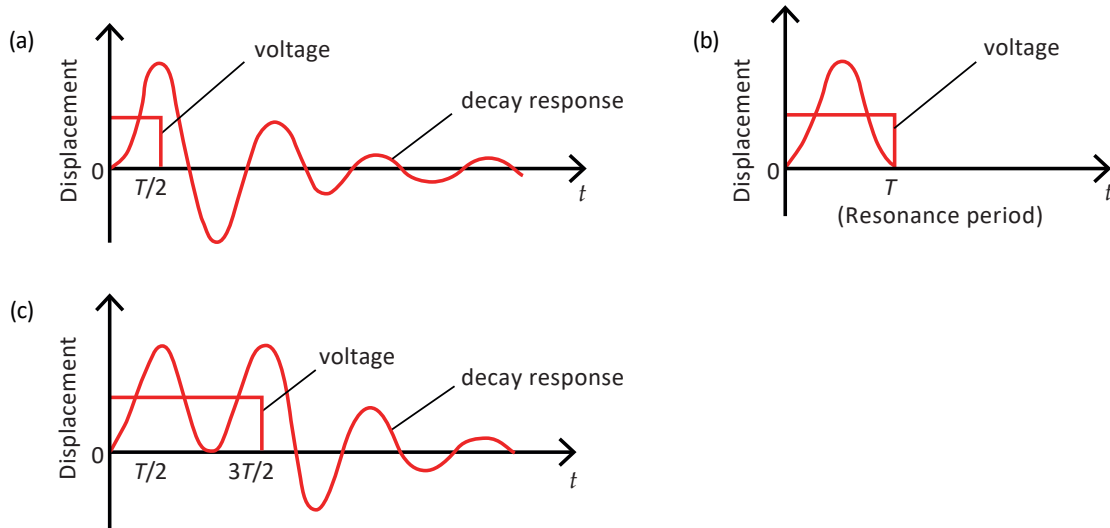 (a)
Displacement
voltage
decay response
0
T/2
t
(b)
Displacement
voltage
0
T
(Resonance period)
t
(c)
Displacement
voltage
decay response
0
T/2
3T/2
t